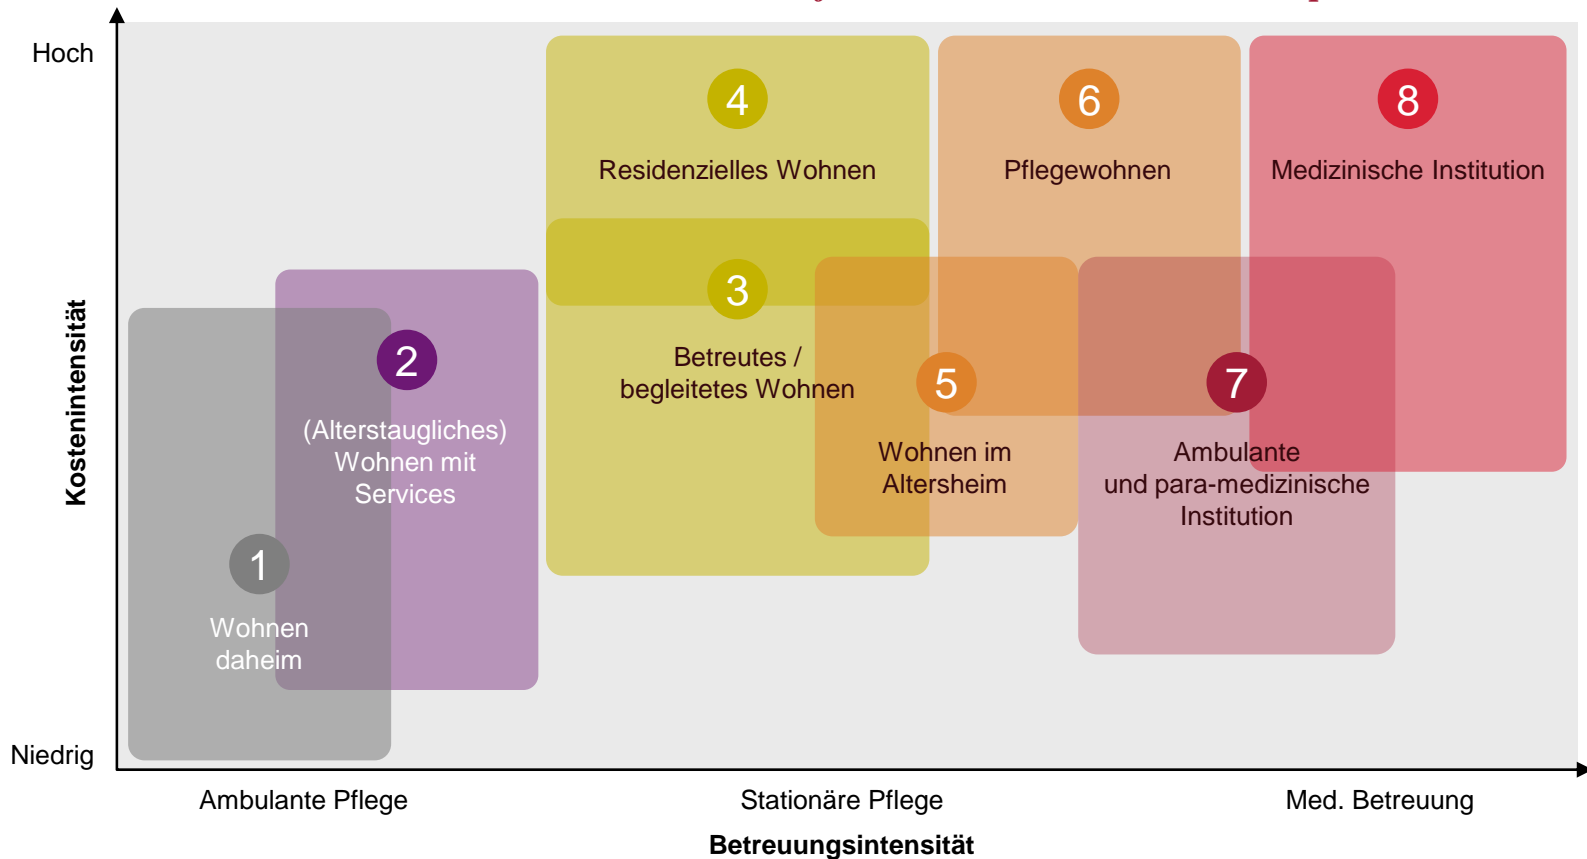 Hoch
4
6
8
Residenzielles Wohnen
Pflegewohnen
Medizinische Institution
3
2
Betreutes /
begleitetes Wohnen
5
7
(Alterstaugliches)
Wohnen mit
Services
Wohnen im
Altersheim
Ambulante
und para-medizinische
Institution
1
Wohnen
daheim
Kostenintensität
Niedrig
Ambulante Pflege
Stationäre Pflege
Med. Betreuung
Betreuungsintensität